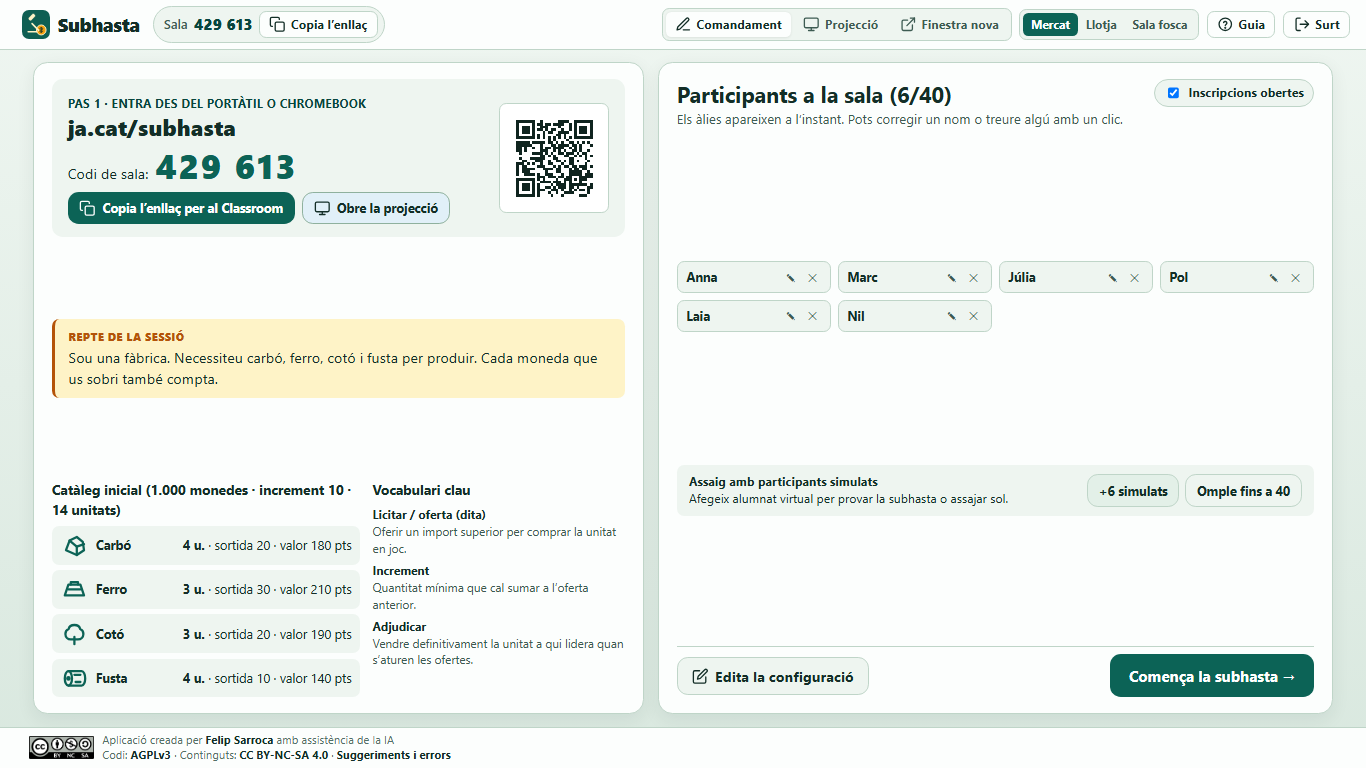 Subhasta
Sala 429 613 Copia l'enllaç
Comandament Projecció Finestra nova
Mercat Llotja Sala fosca
Guia Surt
PAS 1 · ENTRA DES DEL PORTÀTIL O CHROMEBOOK
ja.cat/subhasta
Codi de sala: 429 613
Copia l'enllaç per al Classroom Obre la projecció
REPTE DE LA SESSIÓ
Sou una fàbrica. Necessiteu carbó, ferro, cotó i fusta per produir. Cada moneda que
us sobri també compta.
Catàleg inicial (1.000 monedes · increment 10 ·
14 unitats)
Carbó 4 u. · sortida 20 · valor 180 pts
Ferro 3 u. · sortida 30 · valor 210 pts
Cotó 3 u. · sortida 20 · valor 190 pts
Fusta 4 u. · sortida 10 · valor 140 pts
Vocabulari clau
Licitar / oferta (dita)
Oferir un import superior per comprar la unitat
en joc.
Increment
Quantitat mínima que cal sumar a l'oferta
anterior.
Adjudicar
Vendre definitivament la unitat a qui lidera quan
s'aturen les ofertes.
Participants a la sala (6/40)
Inscripcions obertes
Els àlies apareixen a l'instant. Pots corregir un nom o treure algú amb un clic.
Anna Marc Júlia Pol
Laia Nil
Assaig amb participants simulats
Afegeix alumnat virtual per provar la subhasta o assajar sol.
+6 simulats Omple fins a 40
Edita la configuració Comença la subhasta →
CC BY NC SA
Aplicació creada per Felip Sarroca amb assistència de la IA
Codi: AGPLv3 · Continguts: CC BY-NC-SA 4.0 · Suggeriments i errors